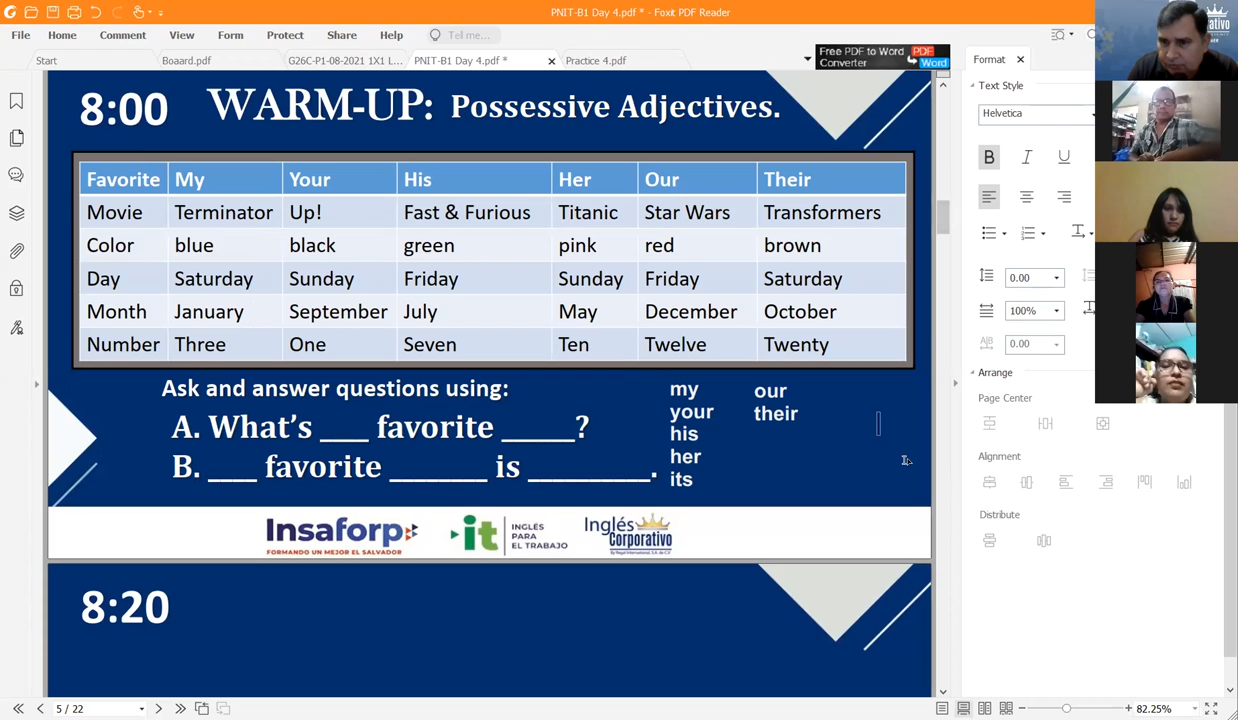 PNIT-B1 Day 4.pdf * - Foxit PDF Reader
File Home Comment View Form Protect Share Help Tell me...
Start Boaard.pdf G26C-P1-08-2021 1X1 L... PNIT-B1 Day 4.pdf * Practice 4.pdf
Free PDF to Word Converter PDF Word
8:00 WARM-UP: Possessive Adjectives.
Favorite My Your His Her Our Their
Movie Terminator Up! Fast & Furious Titanic Star Wars Transformers
Color blue black green pink red brown
Day Saturday Sunday Friday Sunday Friday Saturday
Month January September July May December October
Number Three One Seven Ten Twelve Twenty
Ask and answer questions using:
A. What's ____ favorite ______?
B. ____ favorite ________ is __________.
my
your
his
her
its
our
their
Insaforp
FORMANDO UN MEJOR EL SALVADOR
it INGLÉS PARA EL TRABAJO
Inglés Corporativo
8:20
Format
Text Style
Helvetica
B I U
0.00
100%
0.00
Arrange
Page Center
Alignment
Distribute
5 / 22
82.25%